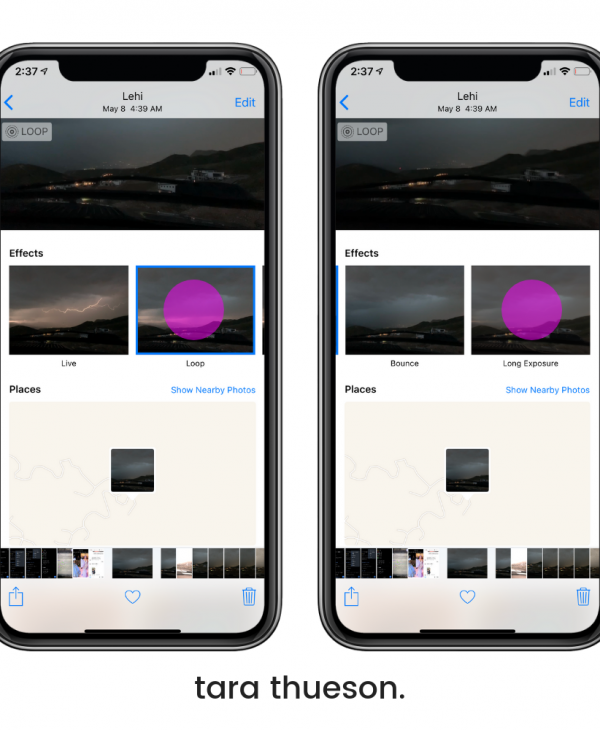 2:37
Lehi
May 8 4:39 AM
Edit
LOOP
Effects
Live
Loop
Places
Show Nearby Photos
2:37
Lehi
May 8 4:39 AM
Edit
LOOP
Effects
Bounce
Long Exposure
Places
Show Nearby Photos
tara thueson.